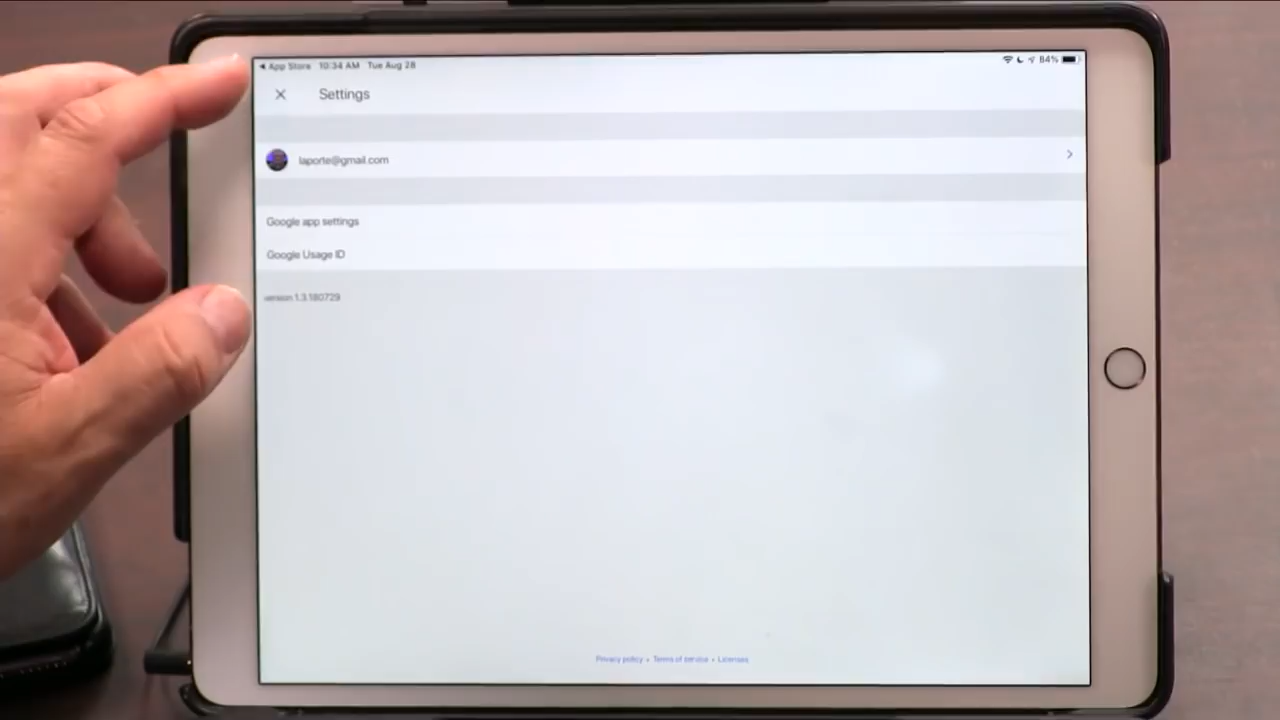 ◀ App Store 10:34 AM Tue Aug 28 84%
Settings
laporte@gmail.com
Google app settings
Google Usage ID
version 1.3.180729
Privacy policy • Terms of service • Licenses